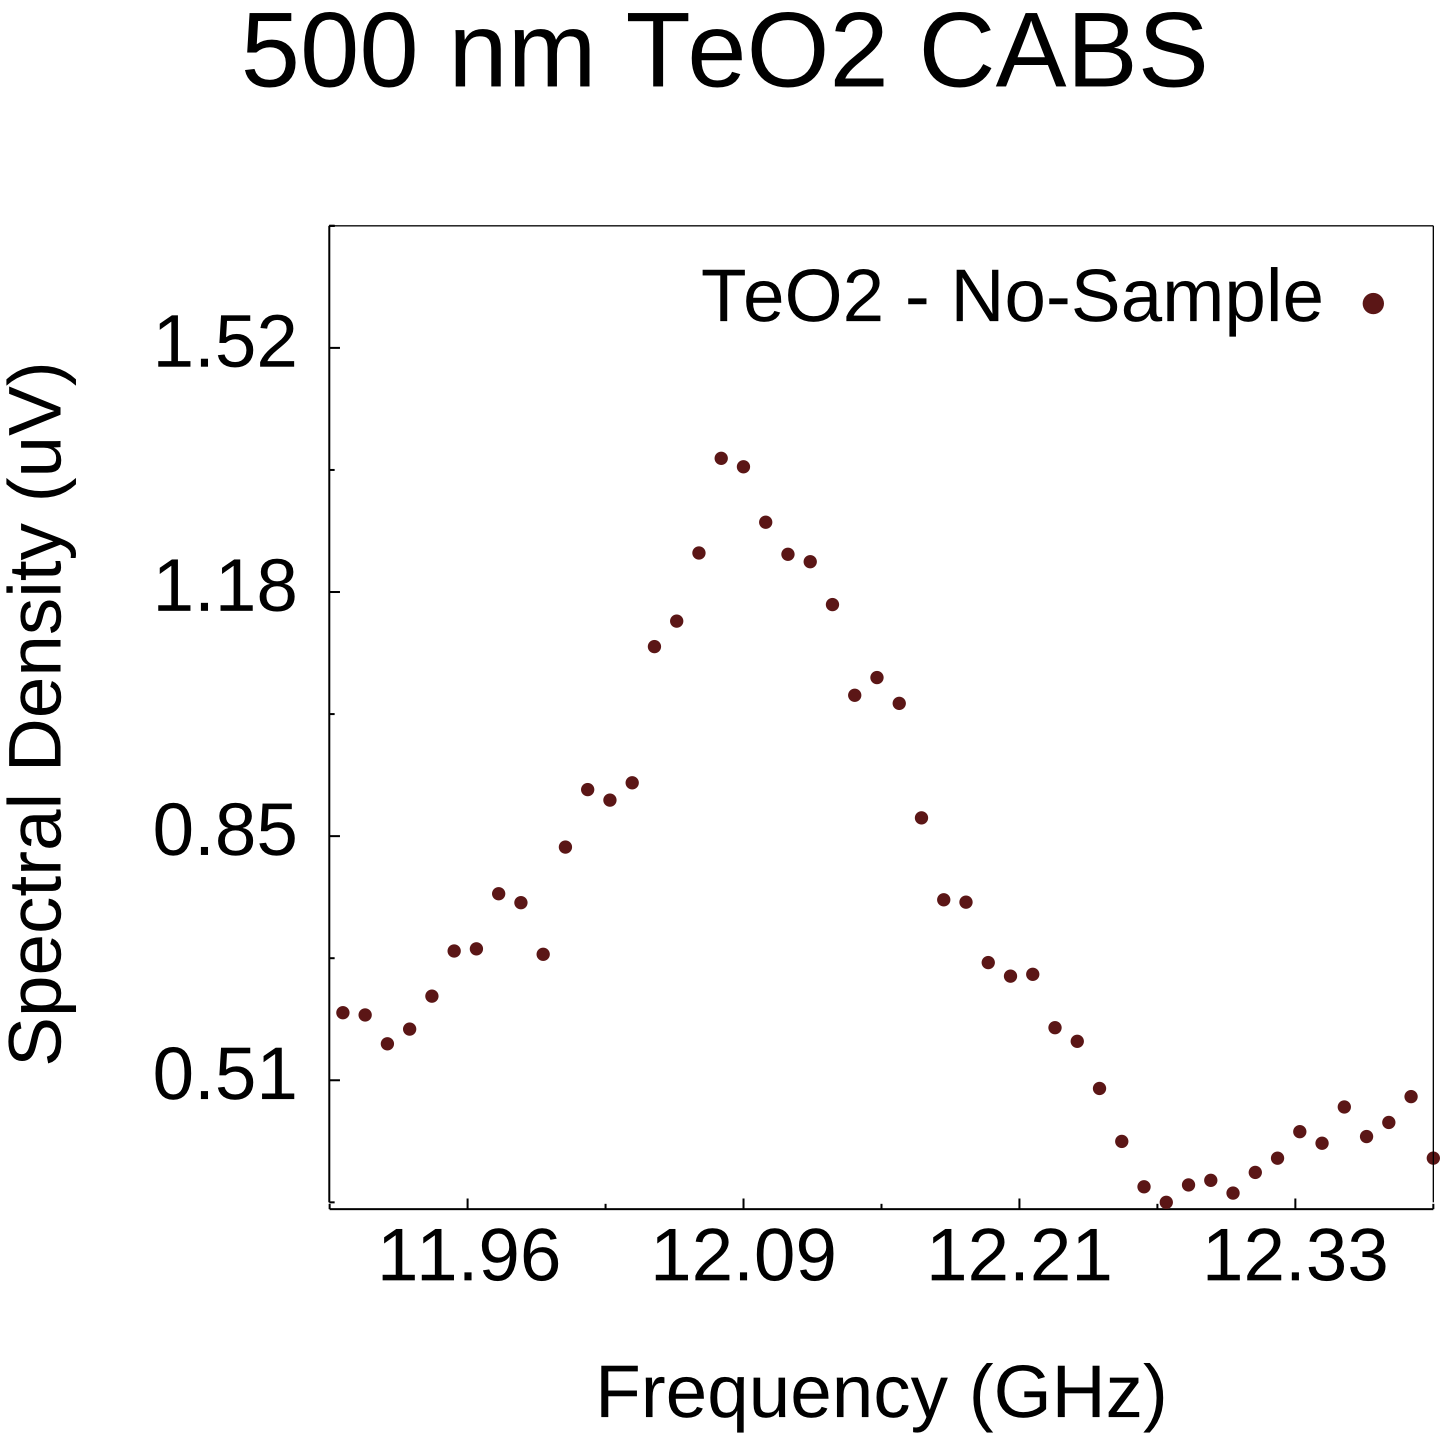 500 nm TeO2 CABS
TeO2 - No-Sample
1.52
1.18
0.85
0.51
Spectral Density (uV)
11.96 12.09 12.21 12.33
Frequency (GHz)